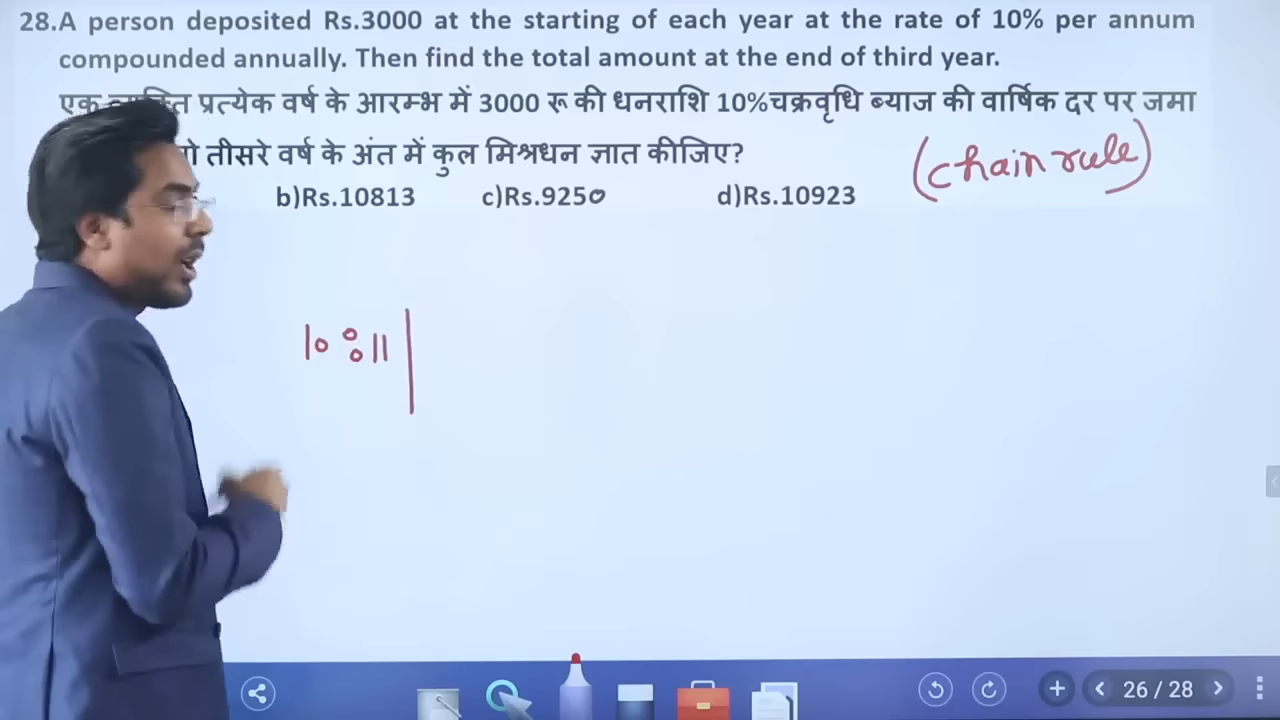 28.A person deposited Rs.3000 at the starting of each year at the rate of 10% per annum
compounded annually. Then find the total amount at the end of third year.
एक प्रत्येक वर्ष के आरम्भ में 3000 रू की धनराशि 10%चक्रवृधि ब्याज की वार्षिक दर पर जमा
तीसरे वर्ष के अंत में कुल मिश्रधन ज्ञात कीजिए?
(chain rule)
b)Rs.10813 c)Rs.9250 d)Rs.10923
10:11
26 / 28